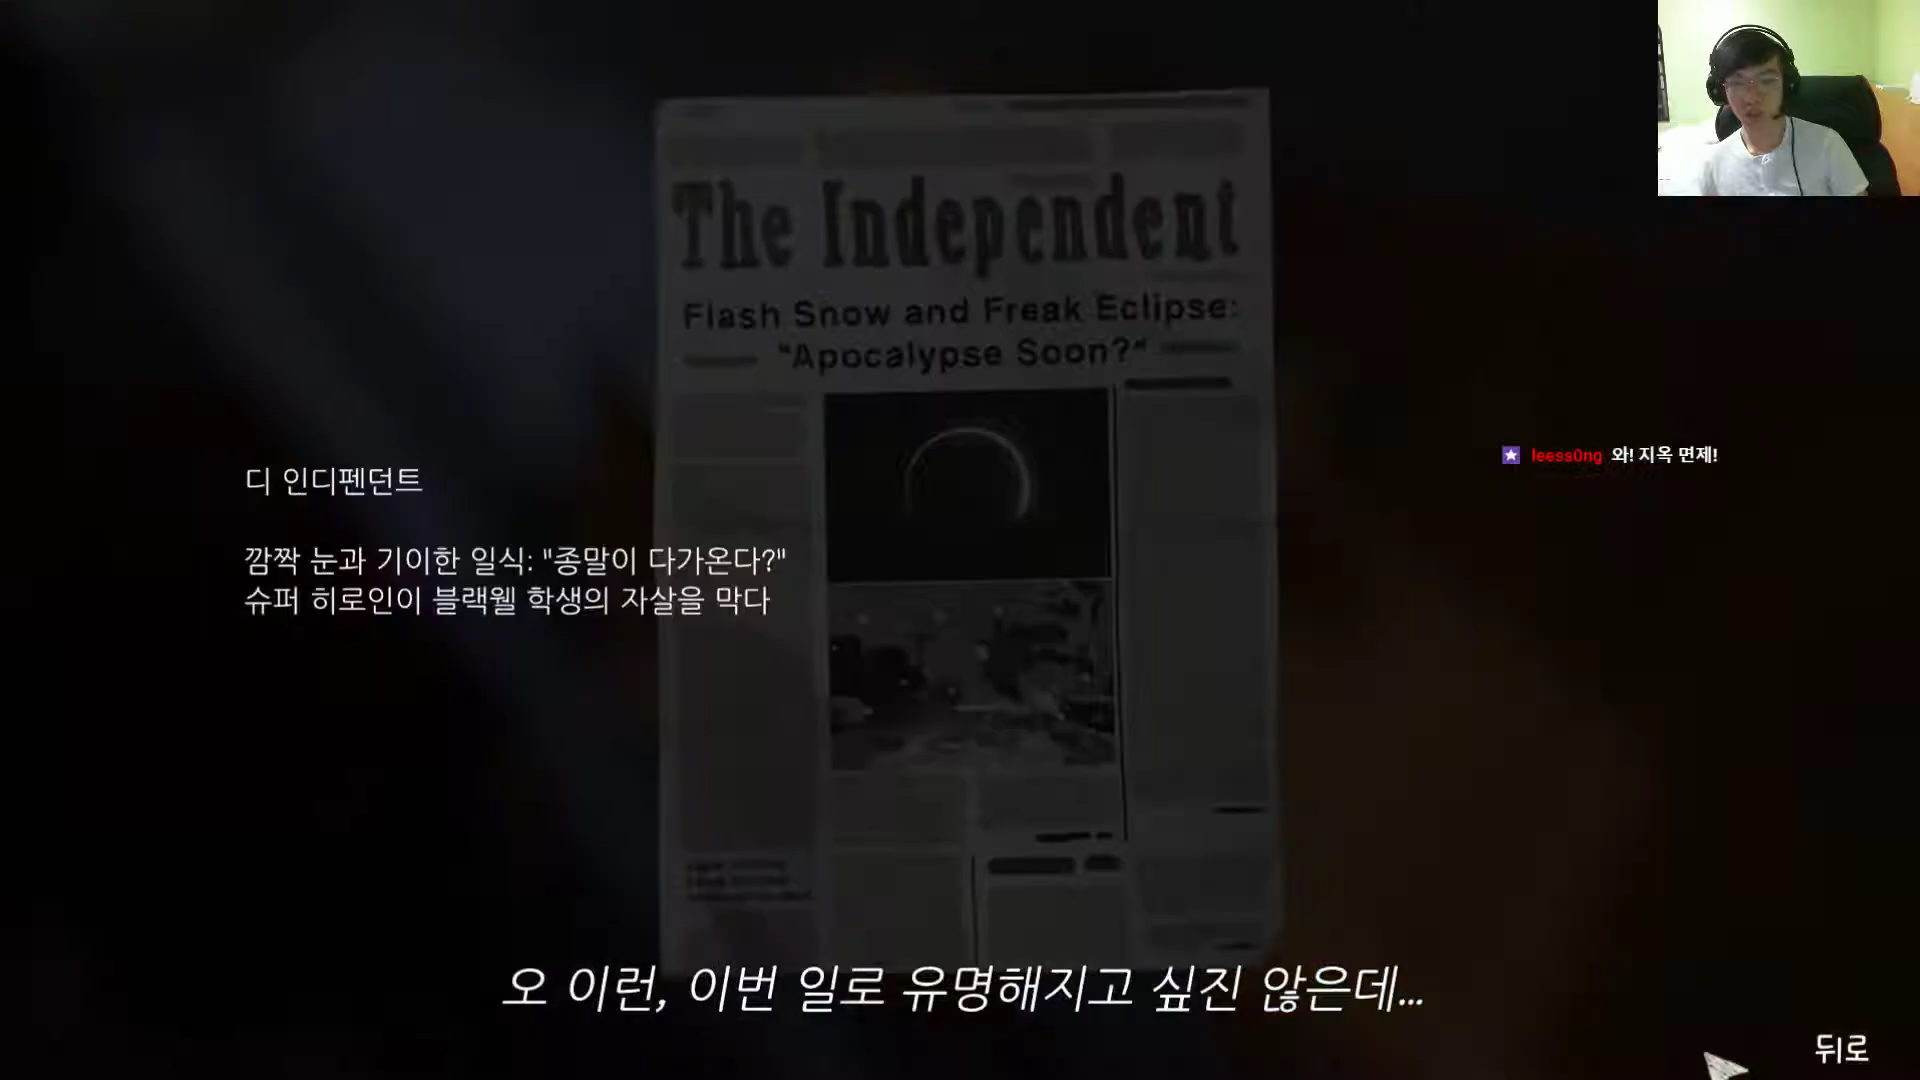 The Independent
Flash Snow and Freak Eclipse:
"Apocalypse Soon?"
디 인디펜던트
깜짝 눈과 기이한 일식: "종말이 다가온다?"
슈퍼 히로인이 블랙웰 학생의 자살을 막다
leess0ng 와! 지옥 면제!
오 이런, 이번 일로 유명해지고 싶진 않은데...
뒤로